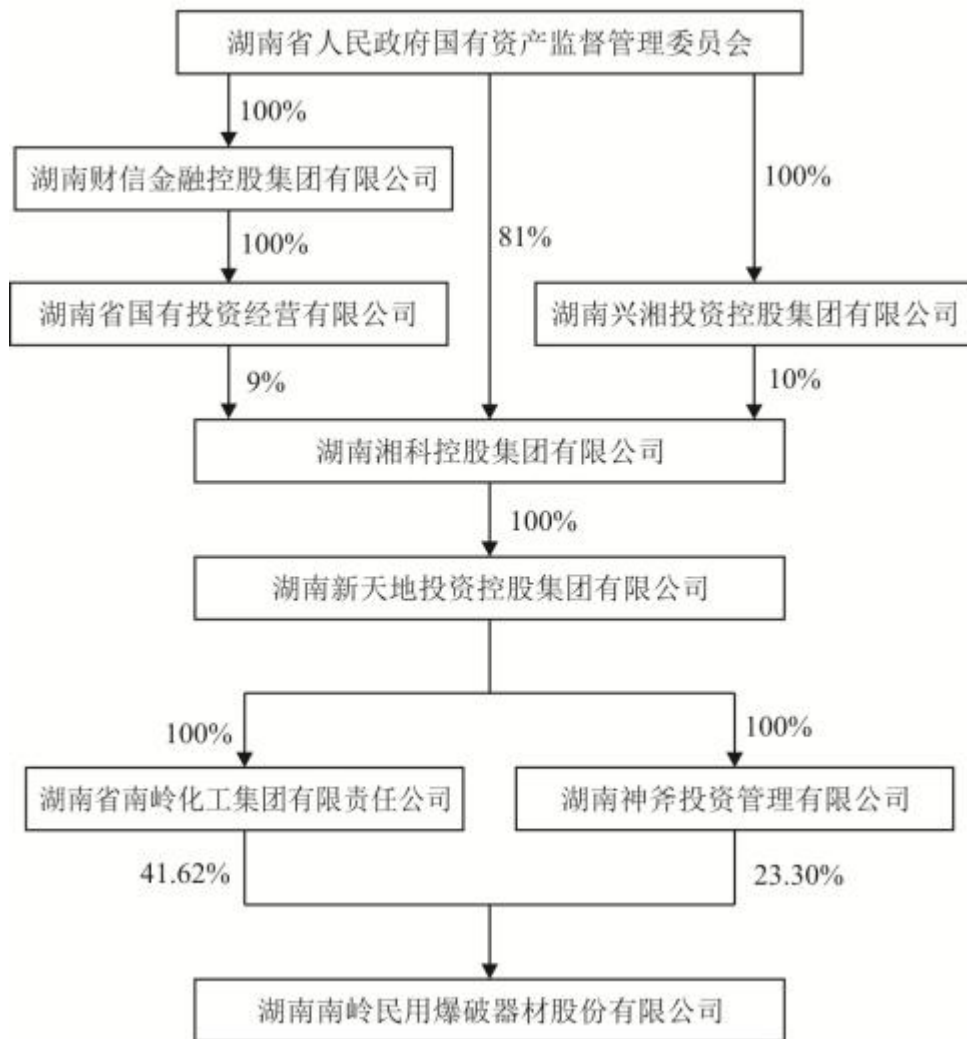 湖南省人民政府国有资产监督管理委员会
100%
湖南财信金融控股集团有限公司
100%
100%
81%
湖南省国有投资经营有限公司
湖南兴湘投资控股集团有限公司
9%
10%
湖南湘科控股集团有限公司
100%
湖南新天地投资控股集团有限公司
100%
100%
湖南省南岭化工集团有限责任公司
湖南神斧投资管理有限公司
41.62%
23.30%
湖南南岭民用爆破器材股份有限公司